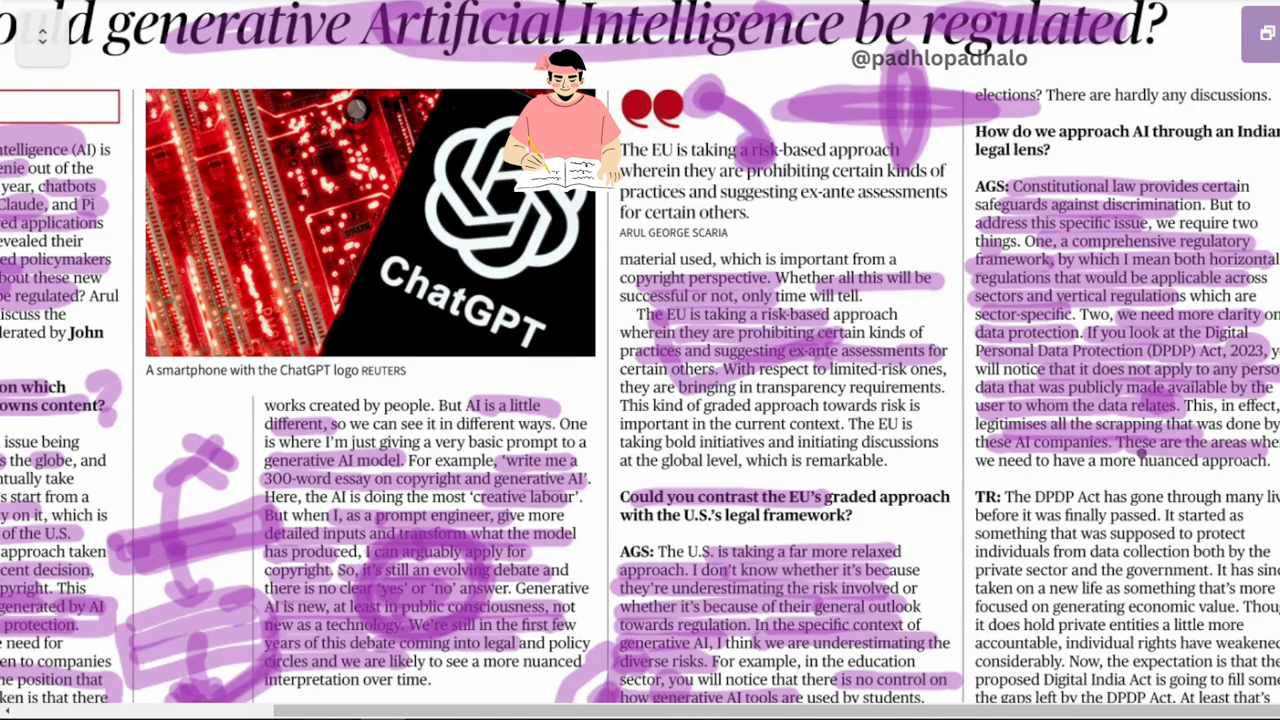 ould generative Artificial Intelligence be regulated?
@padhlopadhalo
ntelligence (AI) is
enie out of the
year, chatbots
Claude, and Pi
ed applications
evealed their
ed policymakers
bout these new
be regulated? Arul
iscuss the
erated by John
on which
owns content?
issue being
s the globe, and
ntually take
's start from a
y on it, which is
of the U.S.
approach taken
cent decision,
pyright. This
generated by AI
protection.
e need for
en to companies
he position that
ken is that there
ChatGPT
A smartphone with the ChatGPT logo REUTERS
works created by people. But AI is a little
different, so we can see it in different ways. One
is where I'm just giving a very basic prompt to a
generative AI model. For example, ‘write me a
300-word essay on copyright and generative AI’.
Here, the AI is doing the most ‘creative labour’.
But when I, as a prompt engineer, give more
detailed inputs and transform what the model
has produced, I can arguably apply for
copyright. So, it's still an evolving debate and
there is no clear ‘yes’ or ‘no’ answer. Generative
AI is new, at least in public consciousness, not
new as a technology. We're still in the first few
years of this debate coming into legal and policy
circles and we are likely to see a more nuanced
interpretation over time.
The EU is taking a risk-based approach
wherein they are prohibiting certain kinds of
practices and suggesting ex-ante assessments
for certain others.
ARUL GEORGE SCARIA
material used, which is important from a
copyright perspective. Whether all this will be
successful or not, only time will tell.
The EU is taking a risk-based approach
wherein they are prohibiting certain kinds of
practices and suggesting ex-ante assessments for
certain others. With respect to limited-risk ones,
they are bringing in transparency requirements.
This kind of graded approach towards risk is
important in the current context. The EU is
taking bold initiatives and initiating discussions
at the global level, which is remarkable.
Could you contrast the EU's graded approach
with the U.S.'s legal framework?
AGS: The U.S. is taking a far more relaxed
approach. I don't know whether it's because
they're underestimating the risk involved or
whether it's because of their general outlook
towards regulation. In the specific context of
generative AI, I think we are underestimating the
diverse risks. For example, in the education
sector, you will notice that there is no control on
how generative AI tools are used by students.
elections? There are hardly any discussions.
How do we approach AI through an Indian
legal lens?
AGS: Constitutional law provides certain
safeguards against discrimination. But to
address this specific issue, we require two
things. One, a comprehensive regulatory
framework, by which I mean both horizontal
regulations that would be applicable across
sectors and vertical regulations which are
sector-specific. Two, we need more clarity on
data protection. If you look at the Digital
Personal Data Protection (DPDP) Act, 2023, y
will notice that it does not apply to any perso
data that was publicly made available by the
user to whom the data relates. This, in effect,
legitimises all the scrapping that was done by
these AI companies. These are the areas whe
we need to have a more nuanced approach.
TR: The DPDP Act has gone through many liv
before it was finally passed. It started as
something that was supposed to protect
individuals from data collection both by the
private sector and the government. It has sinc
taken on a new life as something that's more
focused on generating economic value. Thou
it does hold private entities a little more
accountable, individual rights have weakened
considerably. Now, the expectation is that the
proposed Digital India Act is going to fill some
the gaps left by the DPDP Act. At least that's